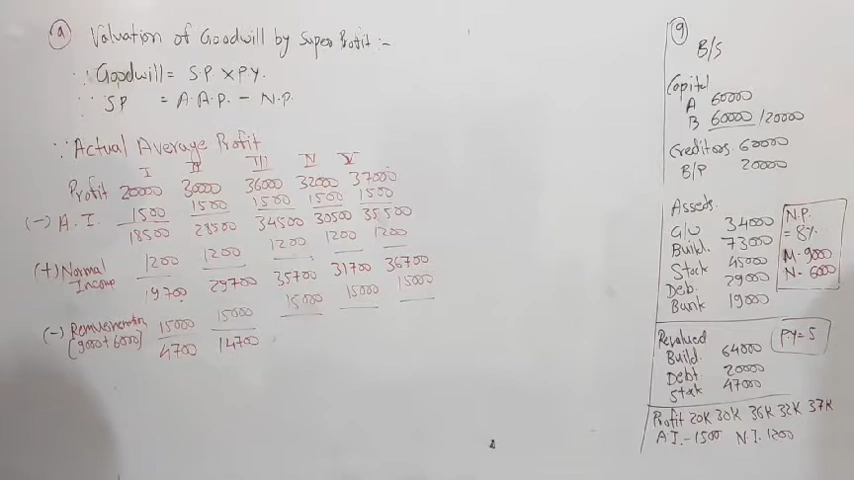 (a) Valuation of Goodwill by Super Profit :-
∴ Goodwill = S.P × P.Y.
∴ SP = A.A.P. - N.P.
∵ Actual Average Profit
I II III IV V
Profit 20000 30000 36000 32000 37000
(-) A.I. 1500 1500 1500 1500 1500
18500 28500 34500 30500 35500
(+) Normal Income 1200 1200 1200 1200 1200
19700 29700 35700 31700 36700
(-) Remuneration 15000 15000 15000 15000 15000
[9000+6000] 4700 14700
(9)
B/S
Capital
A 60000
B 60000 /120000
Creditors. 60000
B/P 20000
Assets.
G/W 34000
Build. 73000
Stock 45000
Deb. 29000
Bank 19000
N.P.
= 8%
M - 9000
N - 6000
Revalued
Build. 64000
Debt 20000
Stock 47000
P.Y = 5
Profit 20K 30K 36K 32K 37K
A.I. - 1500 N.I. 1200